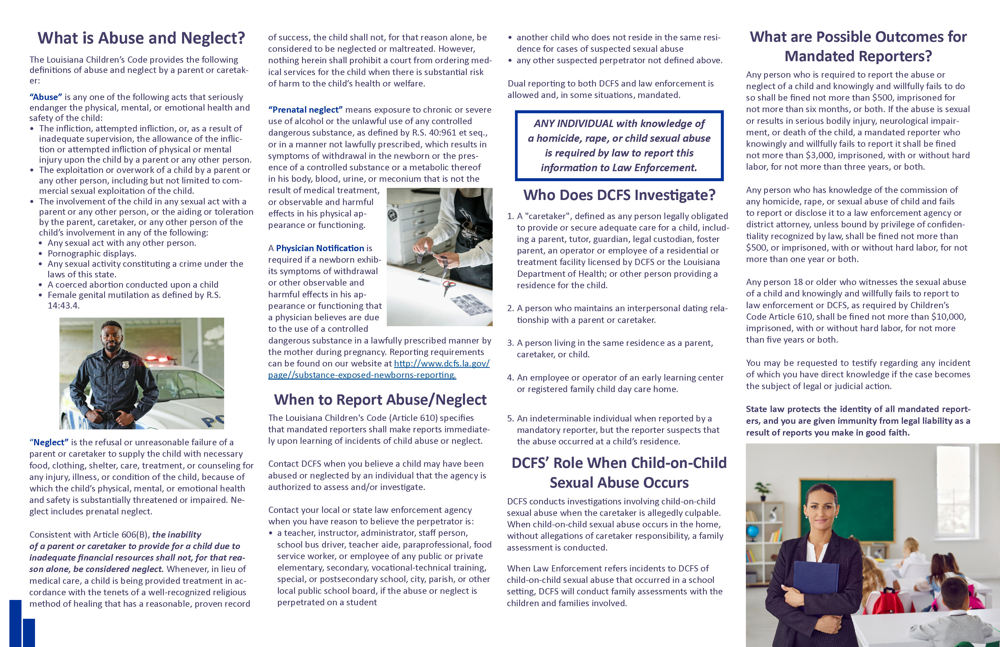 What is Abuse and Neglect?
The Louisiana Children’s Code provides the following
definitions of abuse and neglect by a parent or caretak-
er:
“Abuse” is any one of the following acts that seriously
endanger the physical, mental, or emotional health and
safety of the child:
• The infliction, attempted infliction, or, as a result of
inadequate supervision, the allowance of the inflic-
tion or attempted infliction of physical or mental
injury upon the child by a parent or any other person.
• The exploitation or overwork of a child by a parent or
any other person, including but not limited to com-
mercial sexual exploitation of the child.
• The involvement of the child in any sexual act with a
parent or any other person, or the aiding or toleration
by the parent, caretaker, or any other person of the
child’s involvement in any of the following:
• Any sexual act with any other person.
• Pornographic displays.
• Any sexual activity constituting a crime under the
laws of this state.
• A coerced abortion conducted upon a child
• Female genital mutilation as defined by R.S.
14:43.4.
“Neglect” is the refusal or unreasonable failure of a
parent or caretaker to supply the child with necessary
food, clothing, shelter, care, treatment, or counseling for
any injury, illness, or condition of the child, because of
which the child’s physical, mental, or emotional health
and safety is substantially threatened or impaired. Ne-
glect includes prenatal neglect.
Consistent with Article 606(B), the inability
of a parent or caretaker to provide for a child due to
inadequate financial resources shall not, for that rea-
son alone, be considered neglect. Whenever, in lieu of
medical care, a child is being provided treatment in ac-
cordance with the tenets of a well-recognized religious
method of healing that has a reasonable, proven record
of success, the child shall not, for that reason alone, be
considered to be neglected or maltreated. However,
nothing herein shall prohibit a court from ordering med-
ical services for the child when there is substantial risk
of harm to the child’s health or welfare.
“Prenatal neglect” means exposure to chronic or severe
use of alcohol or the unlawful use of any controlled
dangerous substance, as defined by R.S. 40:961 et seq.,
or in a manner not lawfully prescribed, which results in
symptoms of withdrawal in the newborn or the pres-
ence of a controlled substance or a metabolic thereof
in his body, blood, urine, or meconium that is not the
result of medical treatment,
or observable and harmful
effects in his physical ap-
pearance or functioning.
A Physician Notification is
required if a newborn exhib-
its symptoms of withdrawal
or other observable and
harmful effects in his ap-
pearance or functioning that
a physician believes are due
to the use of a controlled
dangerous substance in a lawfully prescribed manner by
the mother during pregnancy. Reporting requirements
can be found on our website at http://www.dcfs.la.gov/
page//substance-exposed-newborns-reporting.
When to Report Abuse/Neglect
The Louisiana Children's Code (Article 610) specifies
that mandated reporters shall make reports immediate-
ly upon learning of incidents of child abuse or neglect.
Contact DCFS when you believe a child may have been
abused or neglected by an individual that the agency is
authorized to assess and/or investigate.
Contact your local or state law enforcement agency
when you have reason to believe the perpetrator is:
• a teacher, instructor, administrator, staff person,
school bus driver, teacher aide, paraprofessional, food
service worker, or employee of any public or private
elementary, secondary, vocational-technical training,
special, or postsecondary school, city, parish, or other
local public school board, if the abuse or neglect is
perpetrated on a student
• another child who does not reside in the same resi-
dence for cases of suspected sexual abuse
• any other suspected perpetrator not defined above.
Dual reporting to both DCFS and law enforcement is
allowed and, in some situations, mandated.
ANY INDIVIDUAL with knowledge of
a homicide, rape, or child sexual abuse
is required by law to report this
information to Law Enforcement.
Who Does DCFS Investigate?
1. A "caretaker", defined as any person legally obligated
to provide or secure adequate care for a child, includ-
ing a parent, tutor, guardian, legal custodian, foster
parent, an operator or employee of a residential or
treatment facility licensed by DCFS or the Louisiana
Department of Health; or other person providing a
residence for the child.
2. A person who maintains an interpersonal dating rela-
tionship with a parent or caretaker.
3. A person living in the same residence as a parent,
caretaker, or child.
4. An employee or operator of an early learning center
or registered family child day care home.
5. An indeterminable individual when reported by a
mandatory reporter, but the reporter suspects that
the abuse occurred at a child’s residence.
DCFS’ Role When Child-on-Child
Sexual Abuse Occurs
DCFS conducts investigations involving child-on-child
sexual abuse when the caretaker is allegedly culpable.
When child-on-child sexual abuse occurs in the home,
without allegations of caretaker responsibility, a family
assessment is conducted.
When Law Enforcement refers incidents to DCFS of
child-on-child sexual abuse that occurred in a school
setting, DCFS will conduct family assessments with the
children and families involved.
What are Possible Outcomes for
Mandated Reporters?
Any person who is required to report the abuse or
neglect of a child and knowingly and willfully fails to do
so shall be fined not more than $500, imprisoned for
not more than six months, or both. If the abuse is sexual
or results in serious bodily injury, neurological impair-
ment, or death of the child, a mandated reporter who
knowingly and willfully fails to report it shall be fined
not more than $3,000, imprisoned, with or without hard
labor, for not more than three years, or both.
Any person who has knowledge of the commission of
any homicide, rape, or sexual abuse of child and fails
to report or disclose it to a law enforcement agency or
district attorney, unless bound by privilege of confiden-
tiality recognized by law, shall be fined not more than
$500, or imprisoned, with or without hard labor, for not
more than one year or both.
Any person 18 or older who witnesses the sexual abuse
of a child and knowingly and willfully fails to report to
law enforcement or DCFS, as required by Children’s
Code Article 610, shall be fined not more than $10,000,
imprisoned, with or without hard labor, for not more
than five years or both.
You may be requested to testify regarding any incident
of which you have direct knowledge if the case becomes
the subject of legal or judicial action.
State law protects the identity of all mandated report-
ers, and you are given immunity from legal liability as a
result of reports you make in good faith.